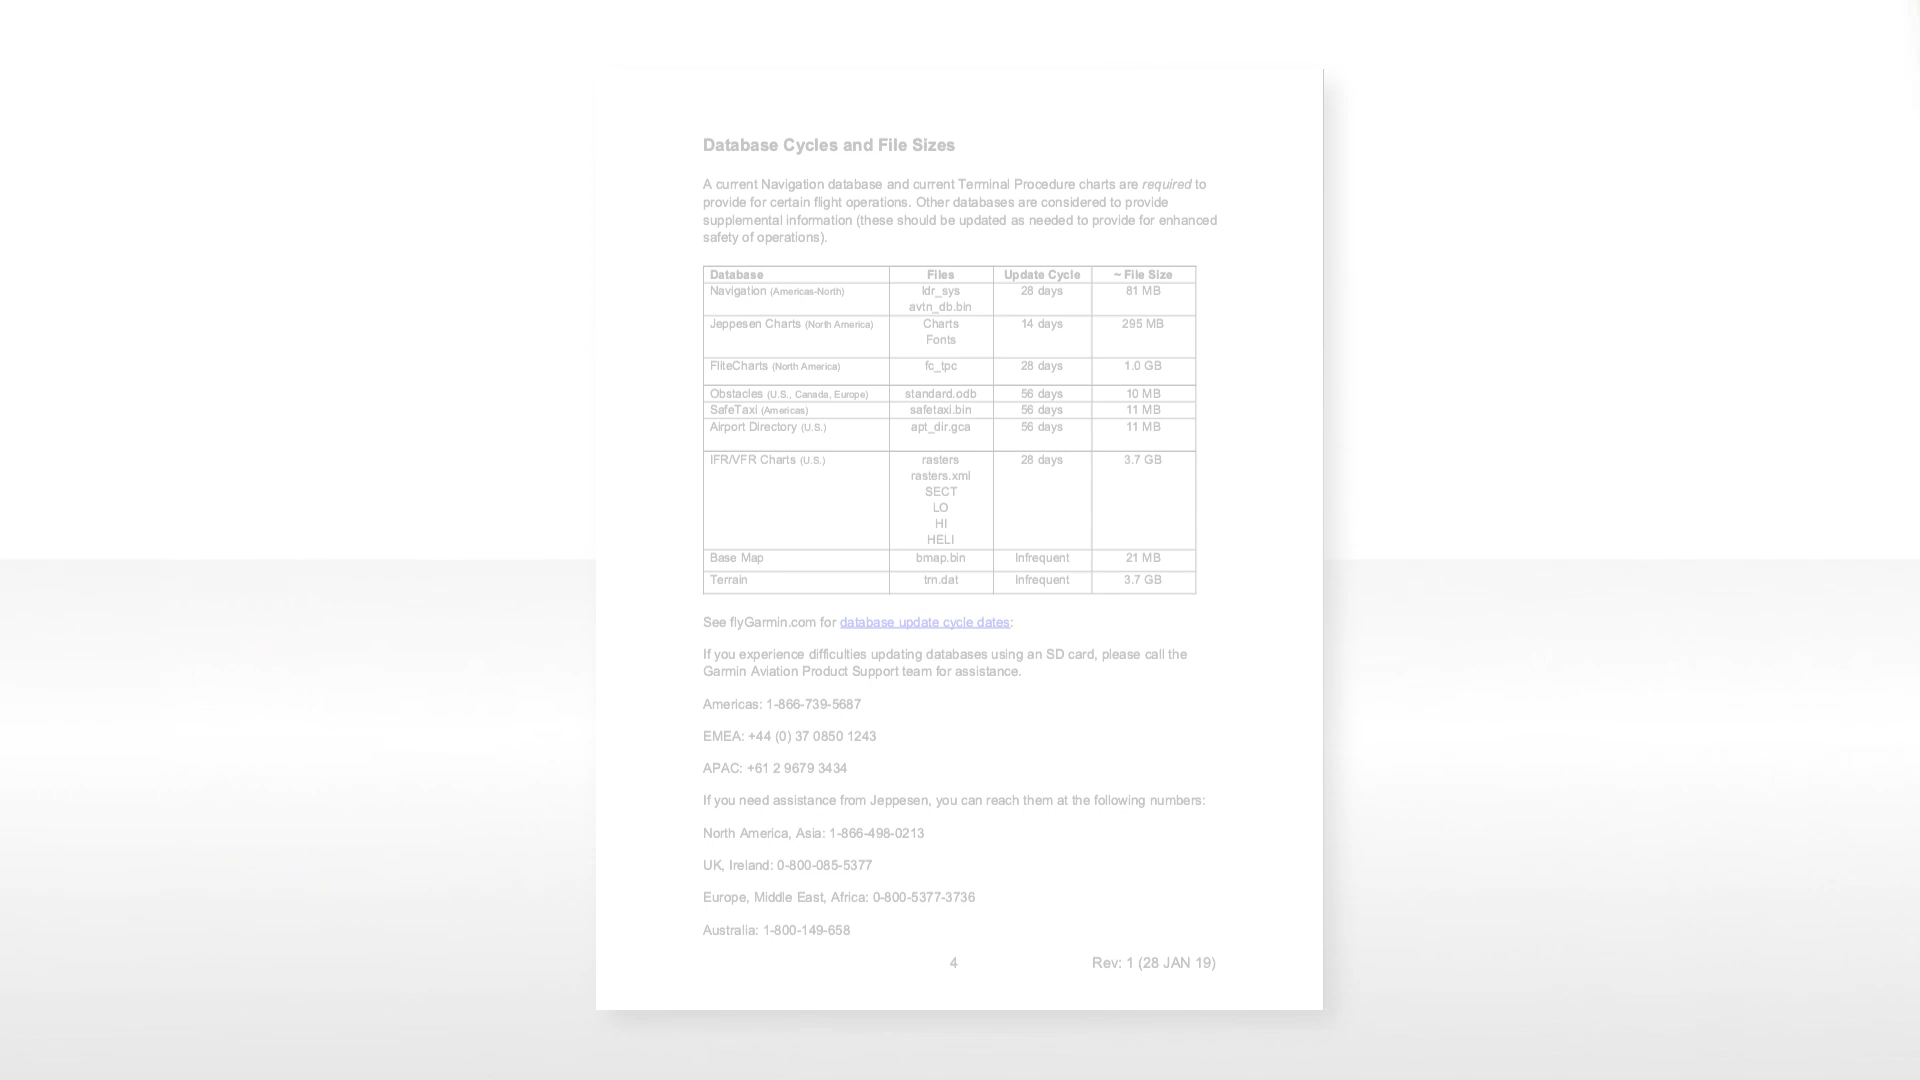 Database Cycles and File Sizes
A current Navigation database and current Terminal Procedure charts are required to
provide for certain flight operations. Other databases are considered to provide
supplemental information (these should be updated as needed to provide for enhanced
safety of operations).
Database Files Update Cycle ~ File Size
Navigation (Americas-North) ldr_sys 28 days 81 MB
avtn_db.bin
Jeppesen Charts (North America) Charts 14 days 295 MB
Fonts
FliteCharts (North America) fc_tpc 28 days 1.0 GB
Obstacles (U.S., Canada, Europe) standard.odb 56 days 10 MB
SafeTaxi (Americas) safetaxi.bin 56 days 11 MB
Airport Directory (U.S.) apt_dir.gca 56 days 11 MB
IFR/VFR Charts (U.S.) rasters 28 days 3.7 GB
rasters.xml
SECT
LO
HI
HELI
Base Map bmap.bin Infrequent 21 MB
Terrain trn.dat Infrequent 3.7 GB
See flyGarmin.com for database update cycle dates:
If you experience difficulties updating databases using an SD card, please call the
Garmin Aviation Product Support team for assistance.
Americas: 1-866-739-5687
EMEA: +44 (0) 37 0850 1243
APAC: +61 2 9679 3434
If you need assistance from Jeppesen, you can reach them at the following numbers:
North America, Asia: 1-866-498-0213
UK, Ireland: 0-800-085-5377
Europe, Middle East, Africa: 0-800-5377-3736
Australia: 1-800-149-658
4 Rev: 1 (28 JAN 19)